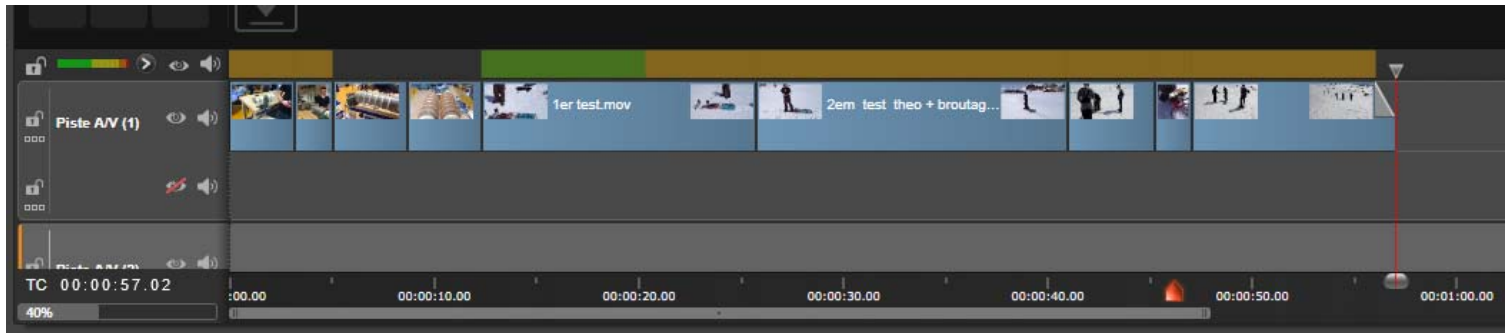 Piste A/V (1)
1er test.mov
2em test theo + broutag...
Piste A/V (2)
TC 00:00:57.02
:00.00
00:00:10.00
00:00:20.00
00:00:30.00
00:00:40.00
00:00:50.00
00:01:00.00
40%